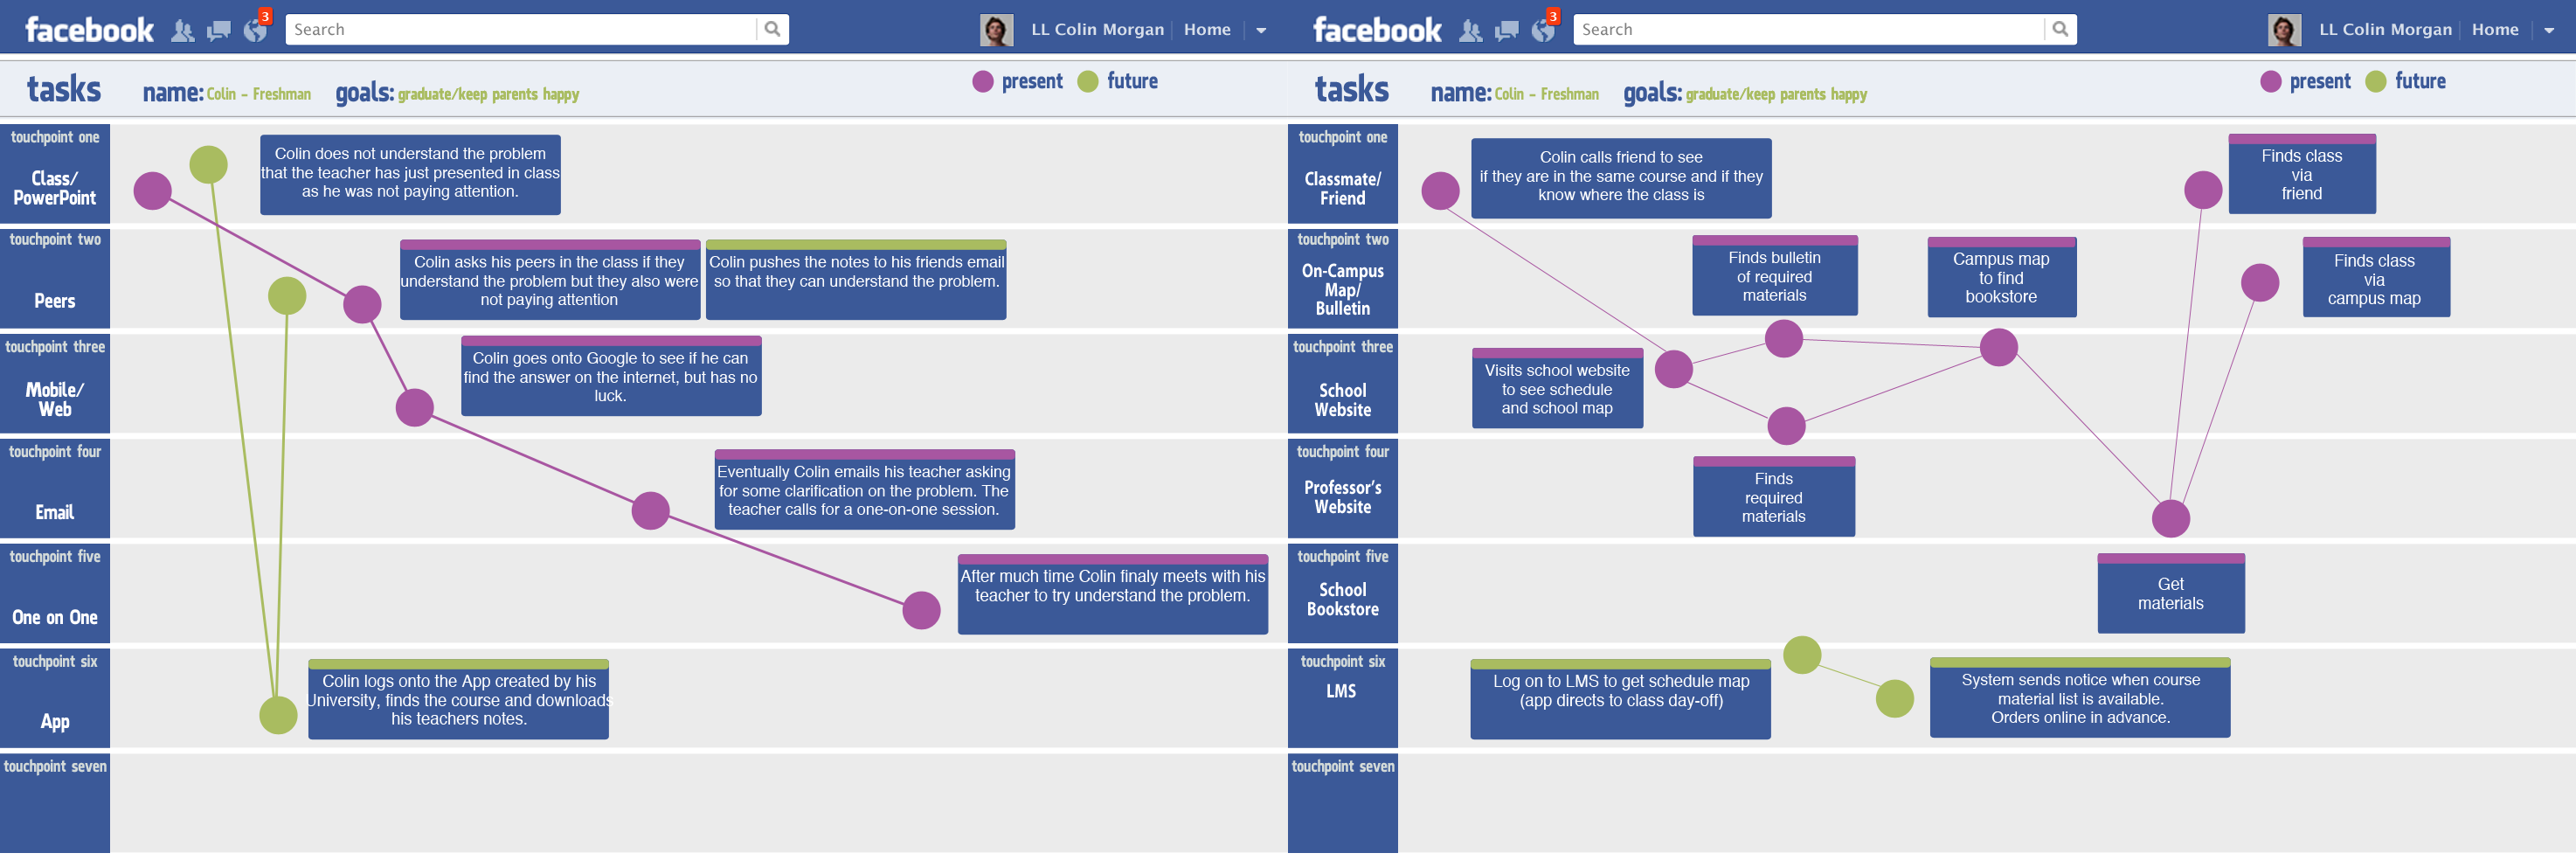 facebook
3
Search
LL Colin Morgan
Home
tasks
name: Colin - Freshman
goals: graduate/keep parents happy
present
future
touchpoint one
Class/
PowerPoint
Colin does not understand the problem
that the teacher has just presented in class
as he was not paying attention.
touchpoint two
Peers
Colin asks his peers in the class if they
understand the problem but they also were
not paying attention
Colin pushes the notes to his friends email
so that they can understand the problem.
touchpoint three
Mobile/
Web
Colin goes onto Google to see if he can
find the answer on the internet, but has no
luck.
touchpoint four
Email
Eventually Colin emails his teacher asking
for some clarification on the problem. The
teacher calls for a one-on-one session.
touchpoint five
One on One
After much time Colin finaly meets with his
teacher to try understand the problem.
touchpoint six
App
Colin logs onto the App created by his
University, finds the course and downloads
his teachers notes.
touchpoint seven
facebook
3
Search
LL Colin Morgan
Home
tasks
name: Colin - Freshman
goals: graduate/keep parents happy
present
future
touchpoint one
Classmate/
Friend
Colin calls friend to see
if they are in the same course and if they
know where the class is
Finds class
via
friend
touchpoint two
On-Campus
Map/
Bulletin
Finds bulletin
of required
materials
Campus map
to find
bookstore
Finds class
via
campus map
touchpoint three
School
Website
Visits school website
to see schedule
and school map
touchpoint four
Professor's
Website
Finds
required
materials
touchpoint five
School
Bookstore
Get
materials
touchpoint six
LMS
Log on to LMS to get schedule map
(app directs to class day-off)
System sends notice when course
material list is available.
Orders online in advance.
touchpoint seven